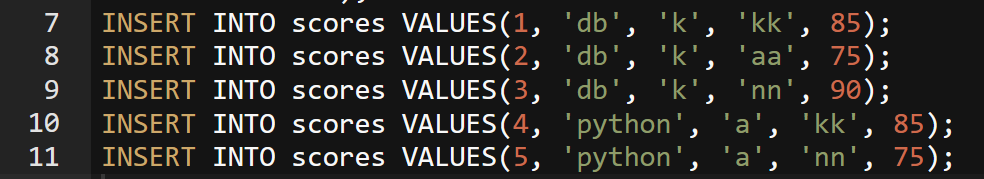 7 INSERT INTO scores VALUES(1, 'db', 'k', 'kk', 85);
8 INSERT INTO scores VALUES(2, 'db', 'k', 'aa', 75);
9 INSERT INTO scores VALUES(3, 'db', 'k', 'nn', 90);
10 INSERT INTO scores VALUES(4, 'python', 'a', 'kk', 85);
11 INSERT INTO scores VALUES(5, 'python', 'a', 'nn', 75);